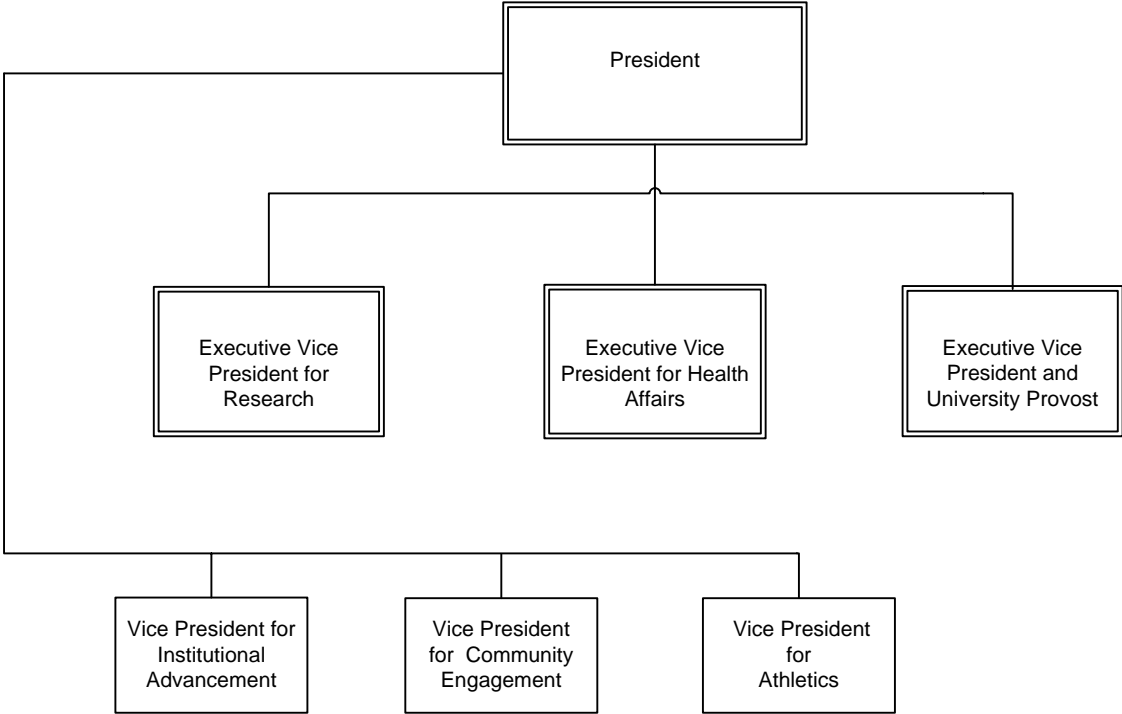 President
Executive Vice
President for
Research
Executive Vice
President for Health
Affairs
Executive Vice
President and
University Provost
Vice President for
Institutional
Advancement
Vice President
for  Community
Engagement
Vice President
for
Athletics